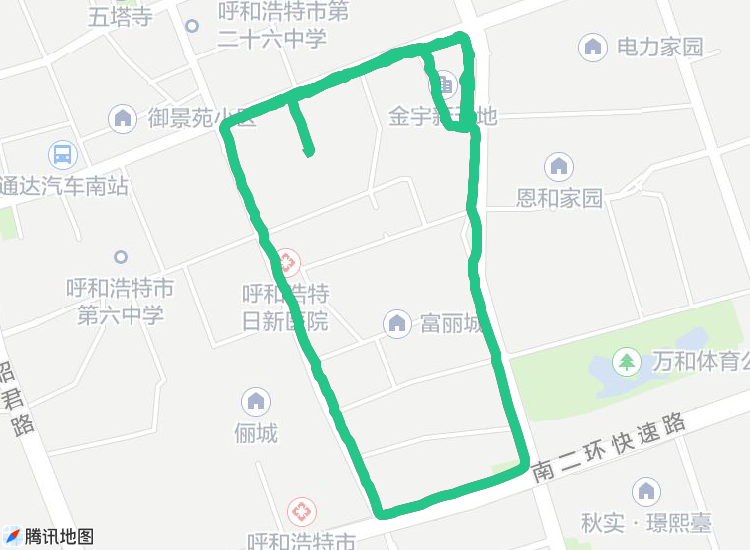 五塔寺
呼和浩特市第
二十六中学
电力家园
御景苑小区
金宇新天地
通达汽车南站
恩和家园
呼和浩特市
第六中学
呼和浩特
日新医院
富丽城
万和体育公
昭君路
俪城
南二环快速路
秋实·璟熙臺
呼和浩特市
腾讯地图